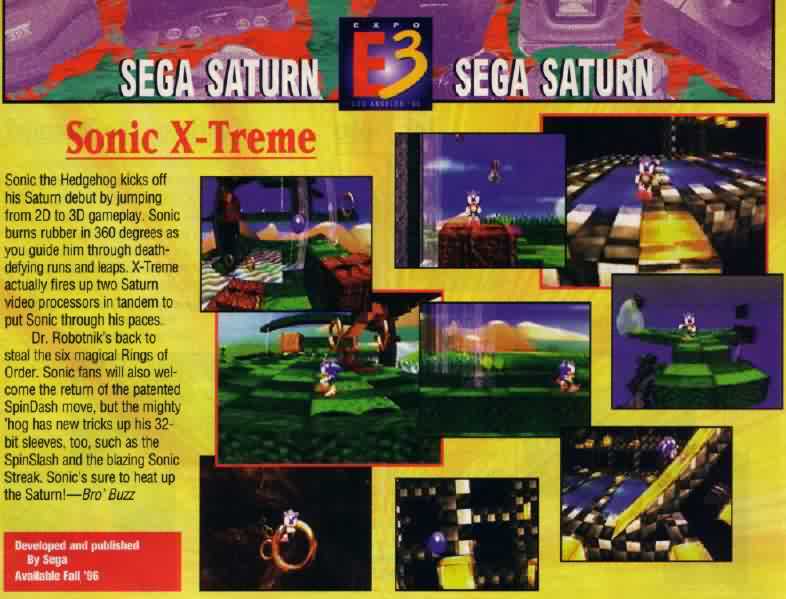 EXPO
SEGA SATURN E3 SEGA SATURN
LOS ANGELES '96
Sonic X-Treme
Sonic the Hedgehog kicks off
his Saturn debut by jumping
from 2D to 3D gameplay. Sonic
burns rubber in 360 degrees as
you guide him through death-
defying runs and leaps. X-Treme
actually fires up two Saturn
video processors in tandem to
put Sonic through his paces.
Dr. Robotnik's back to
steal the six magical Rings of
Order. Sonic fans will also wel-
come the return of the patented
SpinDash move, but the mighty
'hog has new tricks up his 32-
bit sleeves, too, such as the
SpinSlash and the blazing Sonic
Streak. Sonic's sure to heat up
the Saturn!—Bro' Buzz
Developed and published
By Sega
Available Fall '96